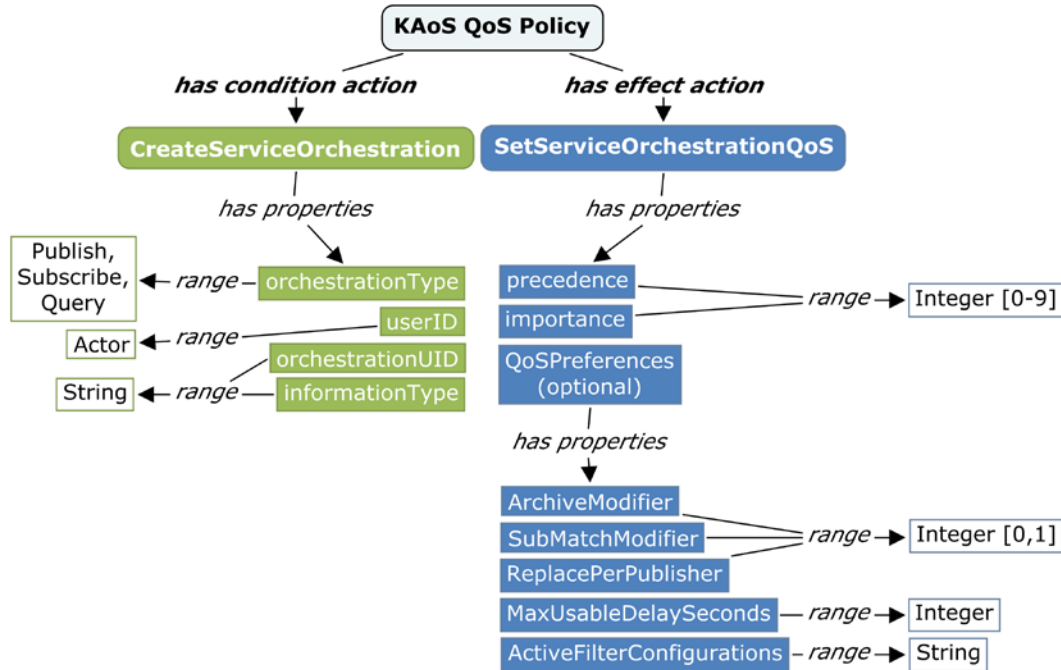 KAoS QoS Policy
has condition action
has effect action
CreateServiceOrchestration
SetServiceOrchestrationQoS
has properties
has properties
Publish,
Subscribe,
Query
range
orchestrationType
precedence
range
Integer [0-9]
userID
importance
Actor
range
orchestrationUID
QoSPreferences
(optional)
String
range
informationType
has properties
ArchiveModifier
SubMatchModifier
range
Integer [0,1]
ReplacePerPublisher
MaxUsableDelaySeconds
range
Integer
ActiveFilterConfigurations
range
String